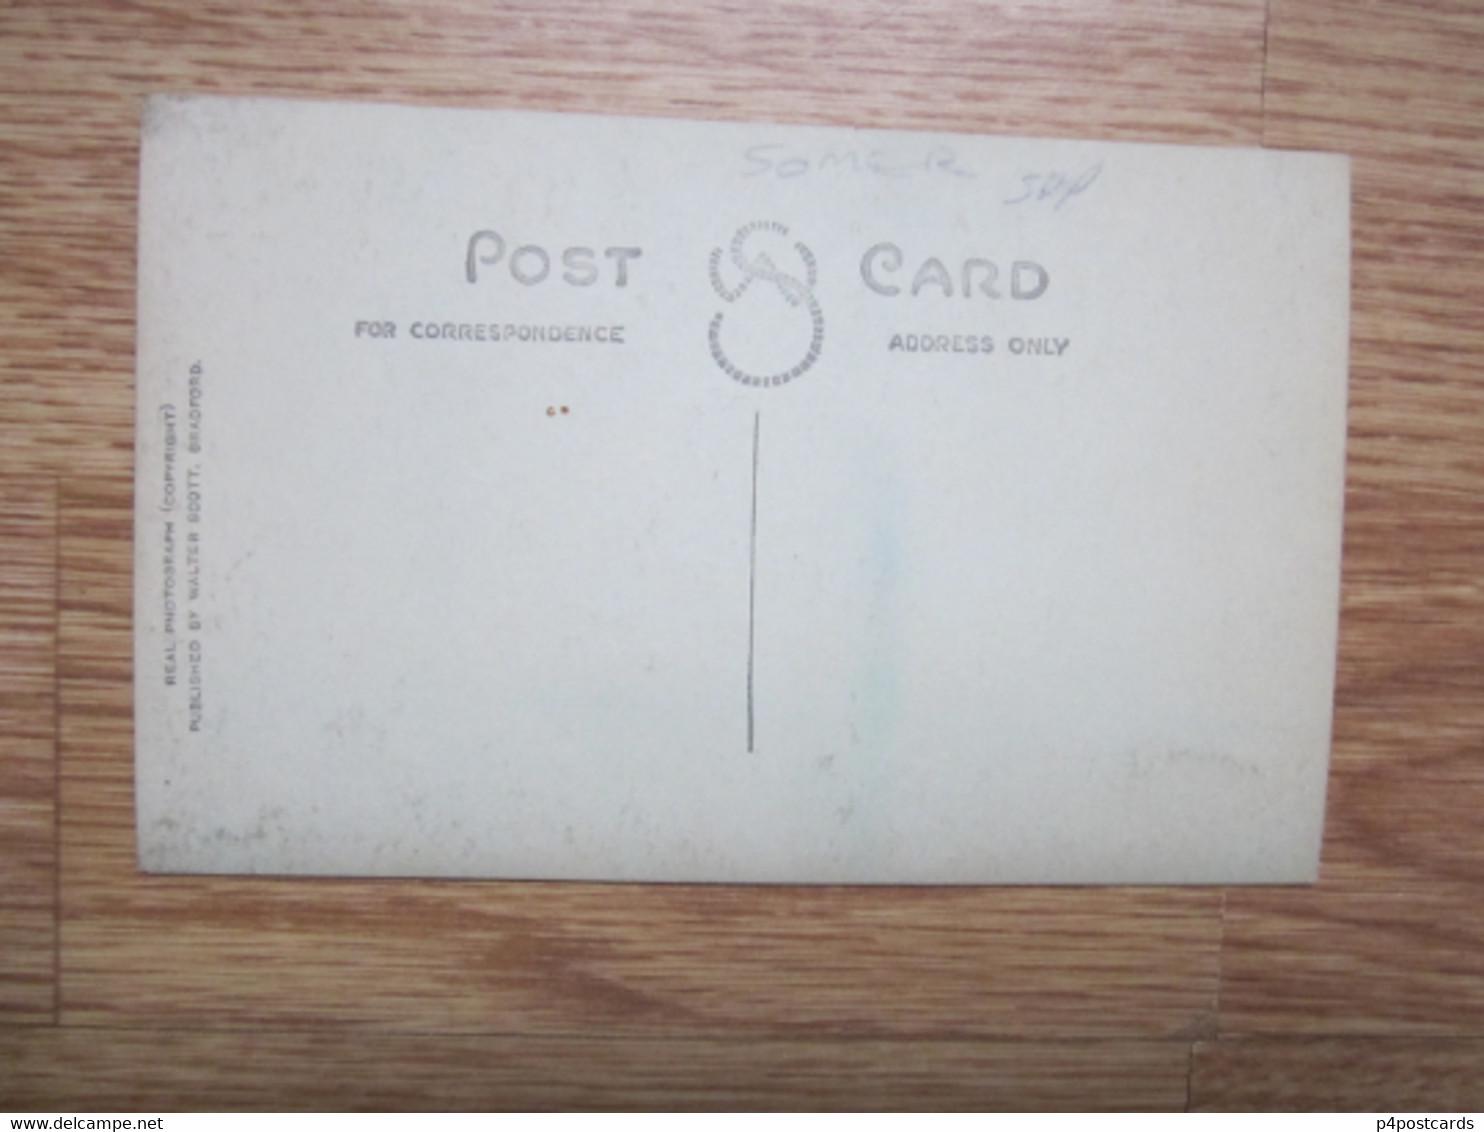 SOMER
POST CARD
FOR CORRESPONDENCE
ADDRESS ONLY
REAL PHOTOGRAPH (COPYRIGHT)
PUBLISHED BY WALTER SCOTT, BRADFORD.
www.delcampe.net
p4postcards